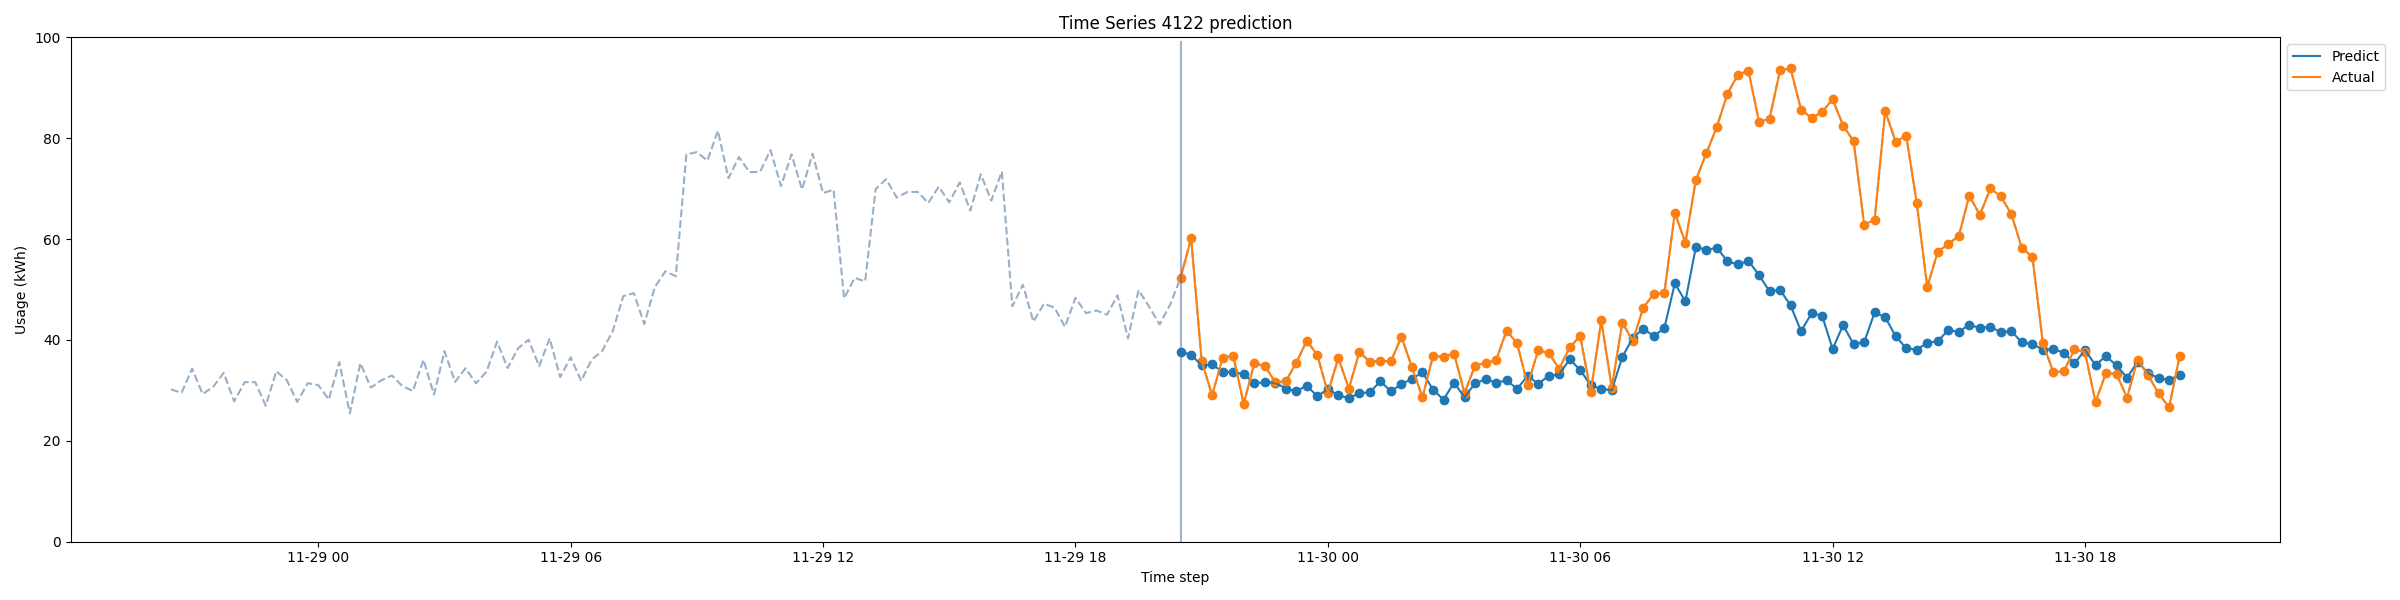 Time Series 4122 prediction
100
80
60
40
20
0
Usage (kWh)
Predict
Actual
11-29 00
11-29 06
11-29 12
11-29 18
11-30 00
11-30 06
11-30 12
11-30 18
Time step